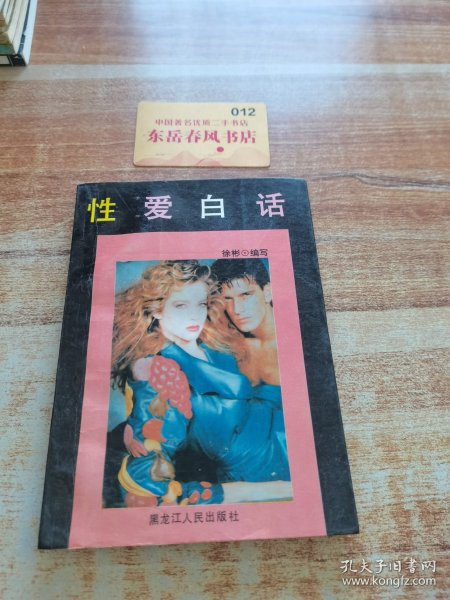 012
中国著名优质二手书店
东岳春风书店
性爱白话
徐彬⊙编写
黑龙江人民出版社
孔夫子旧书网
www.kongfz.com